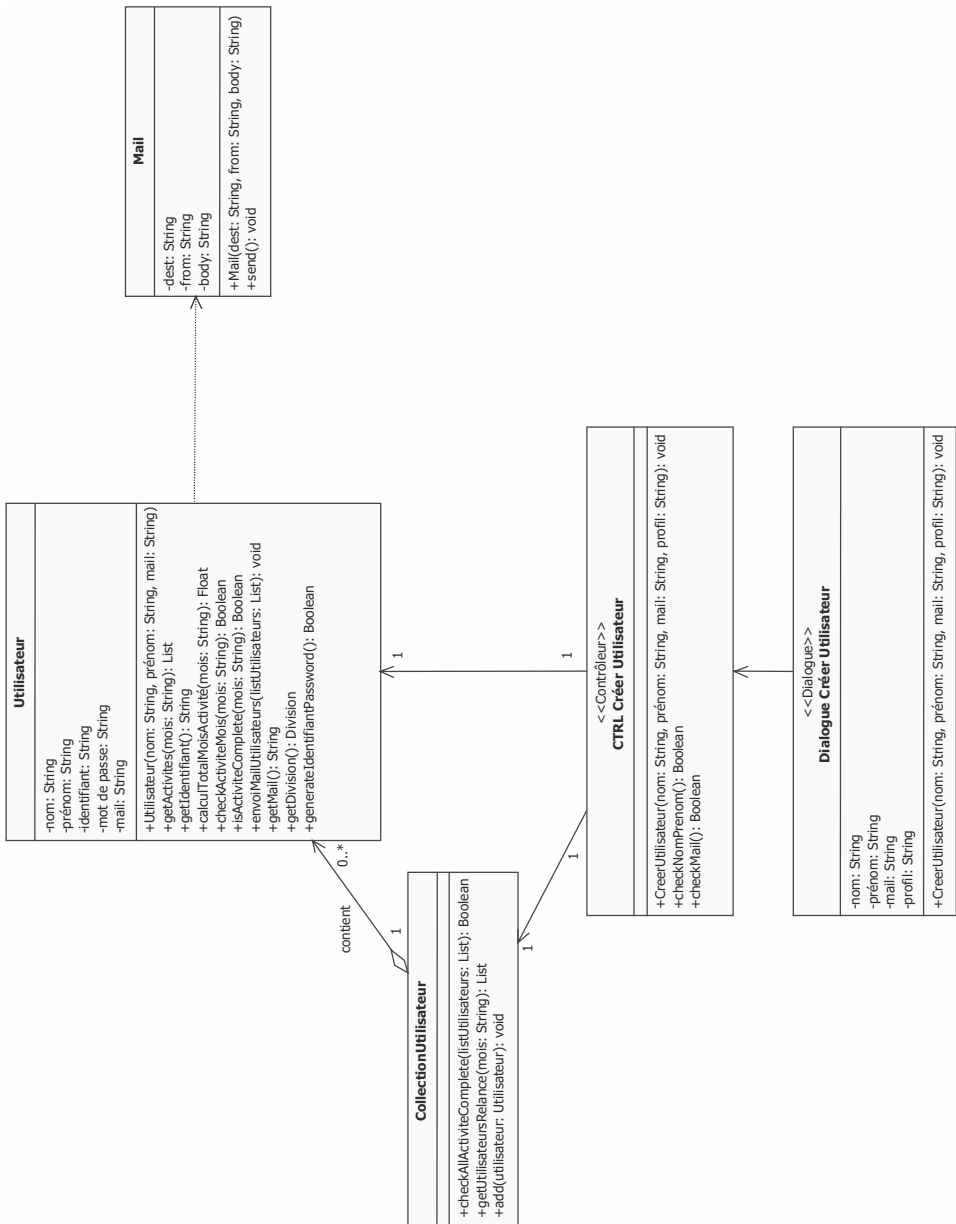 Mail
-dest: String
-from: String
-body: String
+Mail(dest: String, from: String, body: String)
+send(): void
Utilisateur
-nom: String
-prénom: String
-identifiant: String
-mot de passe: String
-mail: String
+Utilisateur(nom: String, prénom: String, mail: String)
+getActivites(mois: String): List
+getIdentifiant(): String
+calculTotalMoisActivité(mois: String): Float
+checkActiviteMois(mois: String): Boolean
+isActiviteComplete(mois: String): Boolean
+envoiMailUtilisateurs(listUtilisateurs: List): void
+getMail(): String
+getDivision(): Division
+generateIdentifiantPassword(): Boolean
0..*
contient
1
1
1
CollectionUtilisateur
+checkAllActiviteComplete(listUtilisateurs: List): Boolean
+getUtilisateursRelance(mois: String): List
+add(utilisateur: Utilisateur): void
1
1
<<Contrôleur>>
CTRL Créer Utilisateur
+CreerUtilisateur(nom: String, prénom: String, mail: String, profil: String): void
+checkNomPrenom(): Boolean
+checkMail(): Boolean
<<Dialogue>>
Dialogue Créer Utilisateur
-nom: String
-prénom: String
-mail: String
-profil: String
+CreerUtilisateur(nom: String, prénom: String, mail: String, profil: String): void